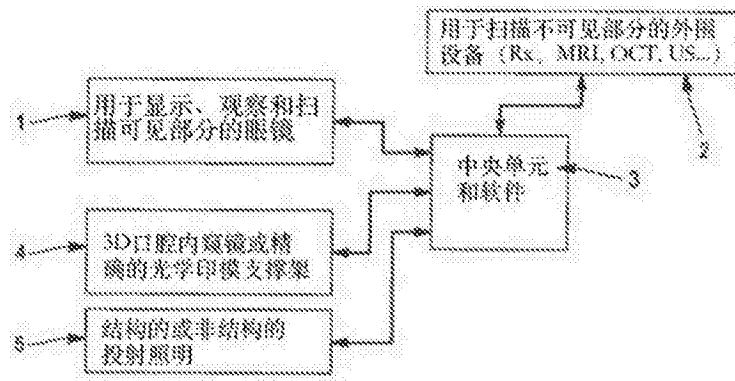 用于扫描不可见部分的外围
设备（Rx、MRI, OCT, US...）
2
1
用于显示、观察和扫
描可见部分的眼镜
中央单元
和软件
3
4
3D口腔内窥镜或精
确的光学印模支撑架
5
结构的或非结构的
投射照明